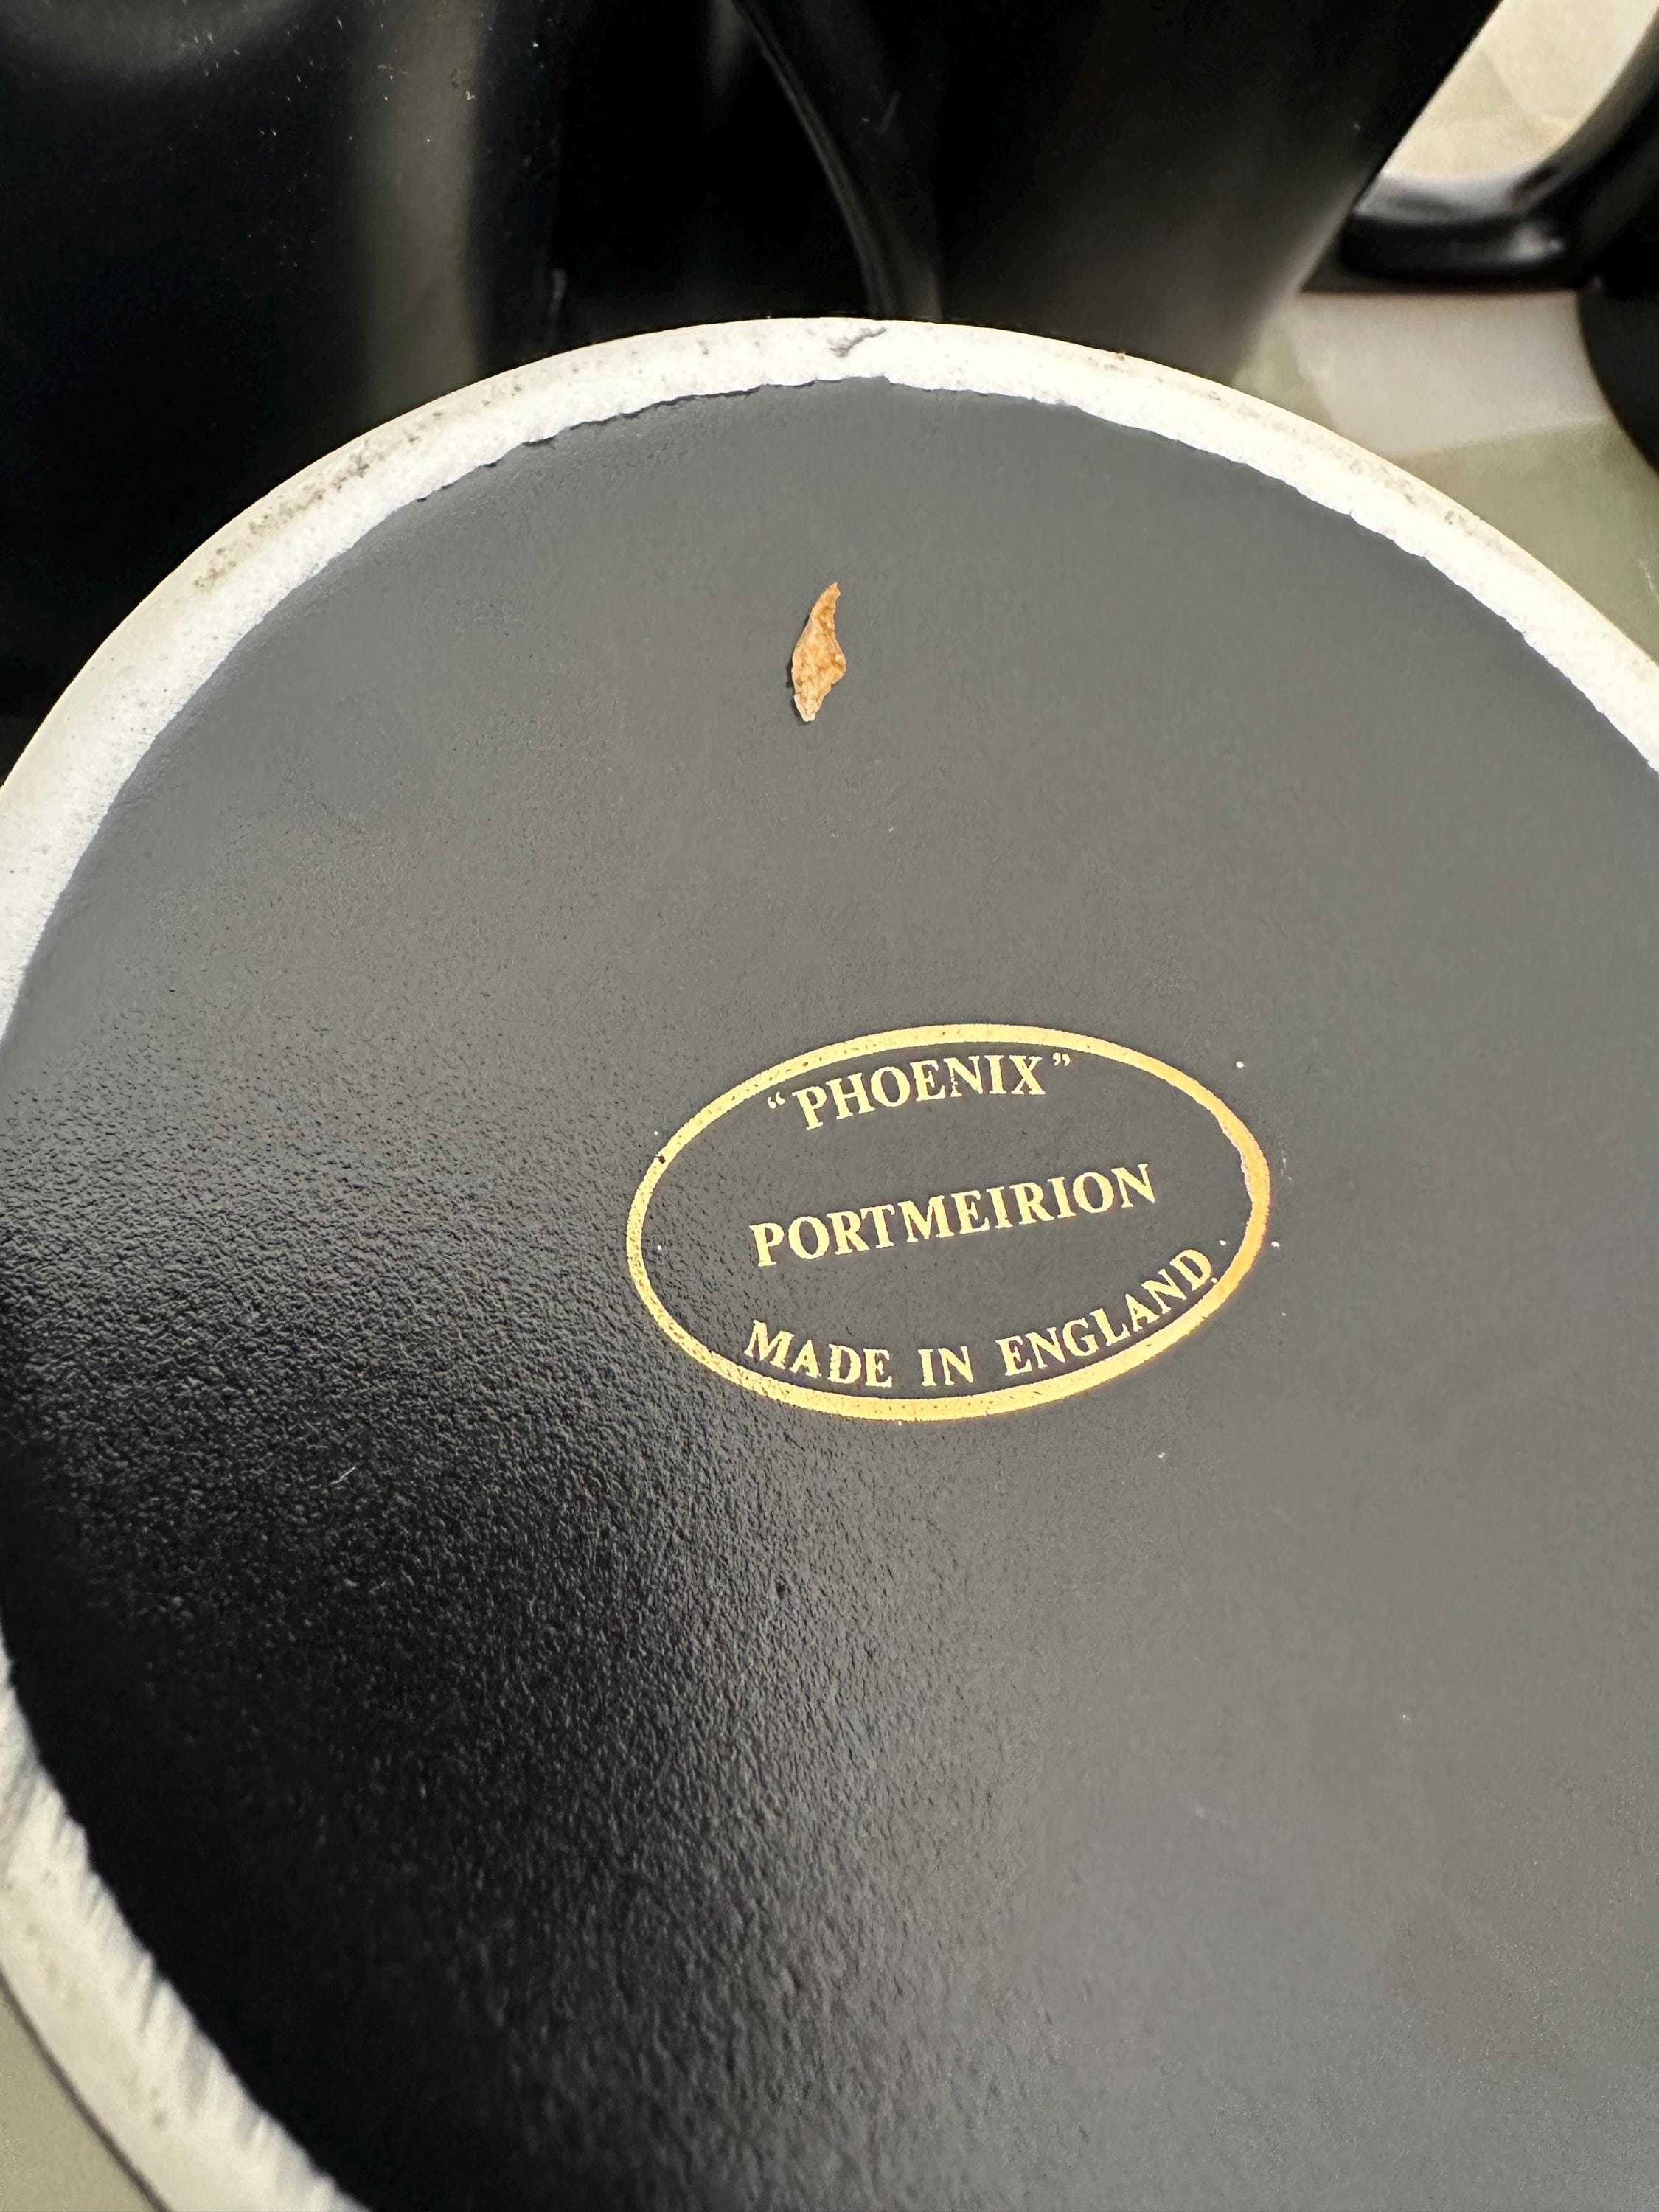 “PHOENIX”
PORTMEIRION
MADE IN ENGLAND.